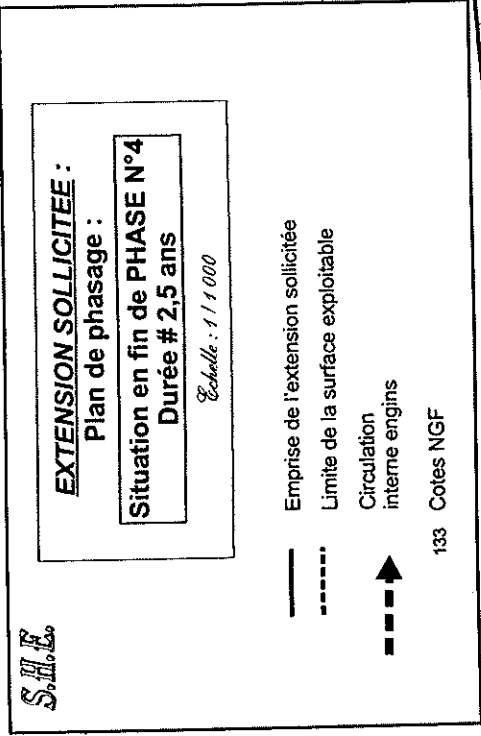 S.H.E.
EXTENSION SOLLICITEE :
Plan de phasage :
Situation en fin de PHASE N°4
Durée # 2,5 ans
Echelle : 1 / 1 000
Emprise de l'extension sollicitée
Limite de la surface exploitable
Circulation
interne engins
133 Cotes NGF